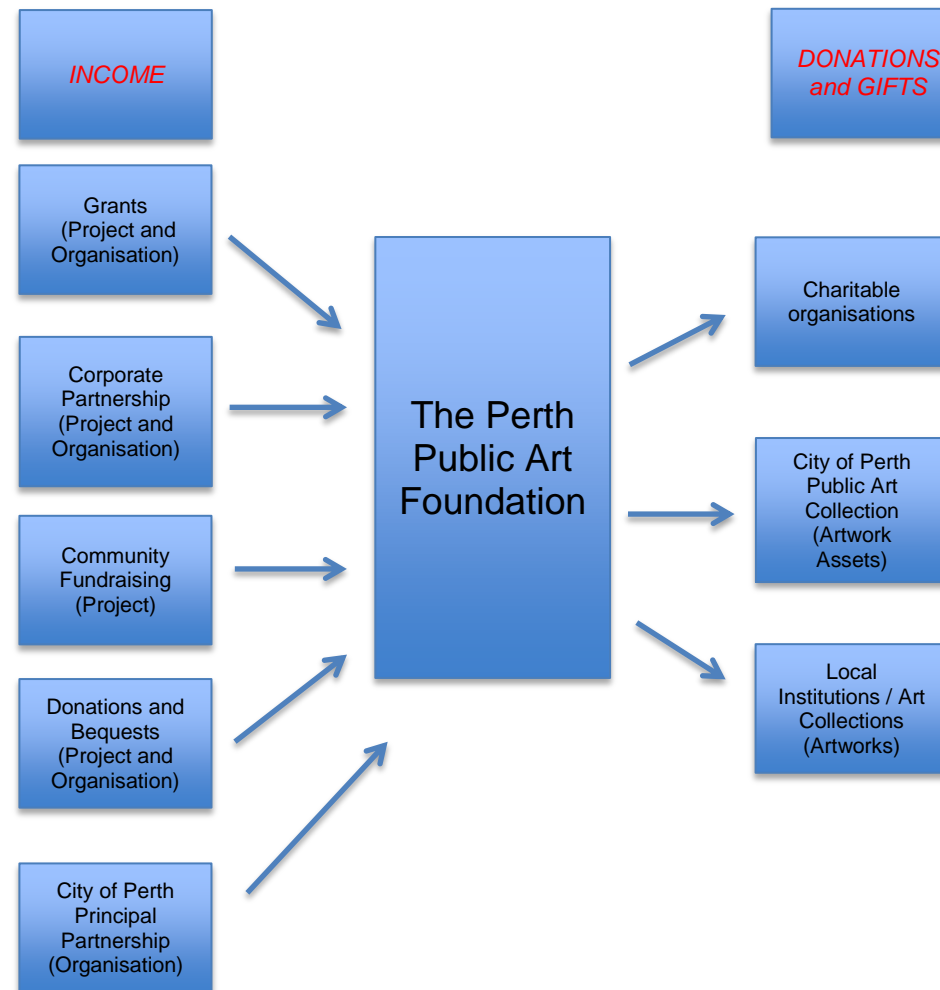 INCOME
Grants
(Project and
Organisation)
Corporate
Partnership
(Project and
Organisation)
Community
Fundraising
(Project)
Donations and
Bequests
(Project and
Organisation)
City of Perth
Principal
Partnership
(Organisation)
The Perth
Public Art
Foundation
DONATIONS
and GIFTS
Charitable
organisations
City of Perth
Public Art
Collection
(Artwork
Assets)
Local
Institutions / Art
Collections
(Artworks)